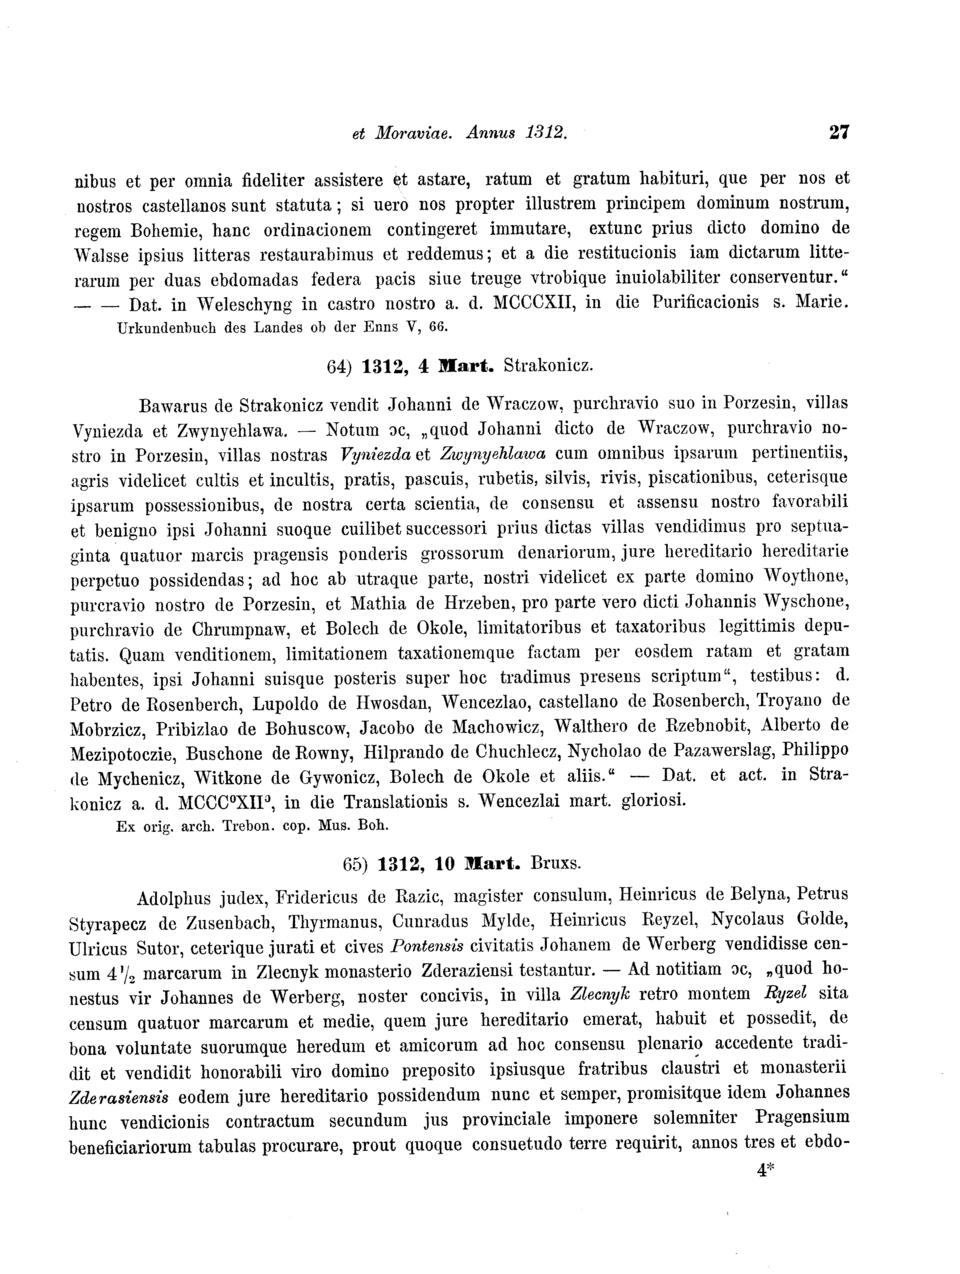 et Moraviae. Annus 1312. 27
nibus et per omnia fideliter assistere et astare, ratum et gratum habituri, que per nos et
nostros castellanos sunt statuta; si uero nos propter illustrem principem dominum nostrum,
regem Bohemie, hanc ordinacionem contingeret immutare, extunc prius dicto domino de
Walsse ipsius litteras restaurabimus et reddemus; et a die restitucionis iam dictarum litte-
rarum per duas ebdomadas federa pacis siue treuge vtrobique inuiolabiliter conserventur.“
— — Dat. in Weleschyng in castro nostro a. d. MCCCXII, in die Purificacionis s. Marie.
Urkundenbuch des Landes ob der Enns V, 66.
64) 1312, 4 Mart. Strakonicz.
Bawarus de Strakonicz vendit Johanni de Wraczow, purchravio suo in Porzesin, villas
Vyniezda et Zwynyehlawa. — Notum ɔc, „quod Johanni dicto de Wraczow, purchravio no-
stro in Porzesin, villas nostras Vyniezda et Zwynyehlawa cum omnibus ipsarum pertinentiis,
agris videlicet cultis et incultis, pratis, pascuis, rubetis, silvis, rivis, piscationibus, ceterisque
ipsarum possessionibus, de nostra certa scientia, de consensu et assensu nostro favorabili
et benigno ipsi Johanni suoque cuilibet successori prius dictas villas vendidimus pro septua-
ginta quatuor marcis pragensis ponderis grossorum denariorum, jure hereditario hereditarie
perpetuo possidendas; ad hoc ab utraque parte, nostri videlicet ex parte domino Woythone,
purcravio nostro de Porzesin, et Mathia de Hrzeben, pro parte vero dicti Johannis Wyschone,
purchravio de Chrumpnaw, et Bolech de Okole, limitatoribus et taxatoribus legittimis depu-
tatis. Quam venditionem, limitationem taxationemque factam per eosdem ratam et gratam
habentes, ipsi Johanni suisque posteris super hoc tradimus presens scriptum“, testibus: d.
Petro de Rosenberch, Lupoldo de Hwosdan, Wencezlao, castellano de Rosenberch, Troyano de
Mobrzicz, Pribizlao de Bohuscow, Jacobo de Machowicz, Walthero de Rzebnobit, Alberto de
Mezipotoczie, Buschone de Rowny, Hilprando de Chuchlecz, Nycholao de Pazawerslag, Philippo
de Mychenicz, Witkone de Gywonicz, Bolech de Okole et aliis.“ — Dat. et act. in Stra-
konicz a. d. MCCC⁰XII⁰, in die Translationis s. Wencezlai mart. gloriosi.
Ex orig. arch. Trebon. cop. Mus. Boh.
65) 1312, 10 Mart. Bruxs.
Adolphus judex, Fridericus de Razic, magister consulum, Heinricus de Belyna, Petrus
Styrapecz de Zusenbach, Thyrmanus, Cunradus Mylde, Heinricus Reyzel, Nycolaus Golde,
Ulricus Sutor, ceterique jurati et cives Pontensis civitatis Johanem de Werberg vendidisse cen-
sum 4 1/2 marcarum in Zlecnyk monasterio Zderaziensi testantur. — Ad notitiam ɔc, „quod ho-
nestus vir Johannes de Werberg, noster concivis, in villa Zlecnyk retro montem Ryzel sita
censum quatuor marcarum et medie, quem jure hereditario emerat, habuit et possedit, de
bona voluntate suorumque heredum et amicorum ad hoc consensu plenario accedente tradi-
dit et vendidit honorabili viro domino preposito ipsiusque fratribus claustri et monasterii
Zderasiensis eodem jure hereditario possidendum nunc et semper, promisitque idem Johannes
hunc vendicionis contractum secundum jus provinciale imponere solemniter Pragensium
beneficiariorum tabulas procurare, prout quoque consuetudo terre requirit, annos tres et ebdo-
4*